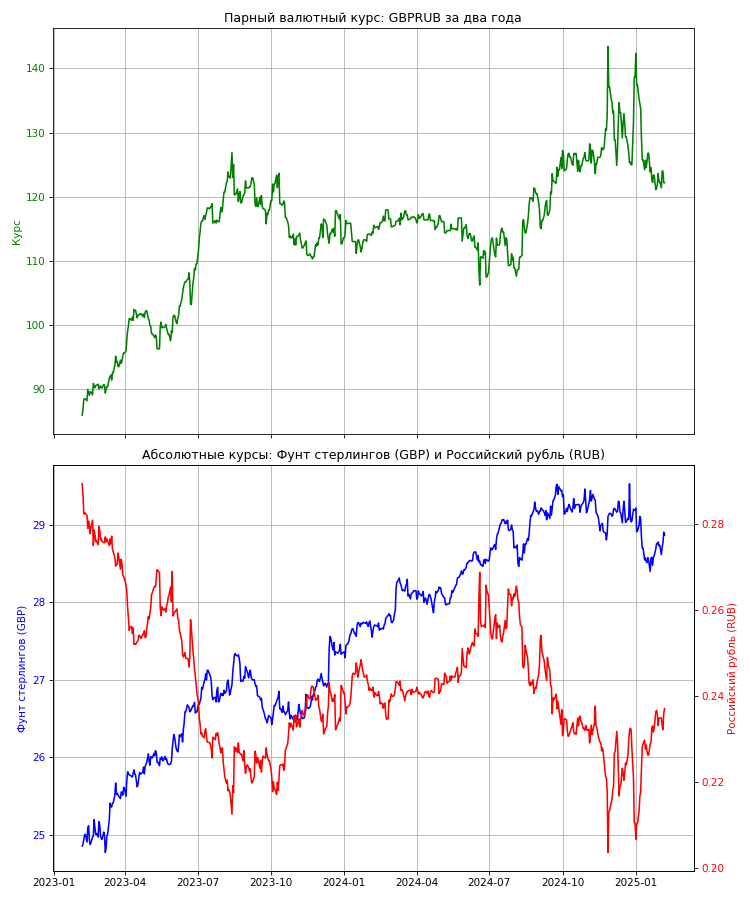 Парный валютный курс: GBPRUB за два года
140
130
120
110
100
90
Курс
Абсолютные курсы: Фунт стерлингов (GBP) и Российский рубль (RUB)
29
28
27
26
25
Фунт стерлингов (GBP)
0.28
0.26
0.24
0.22
0.20
Российский рубль (RUB)
2023-01 2023-04 2023-07 2023-10 2024-01 2024-04 2024-07 2024-10 2025-01